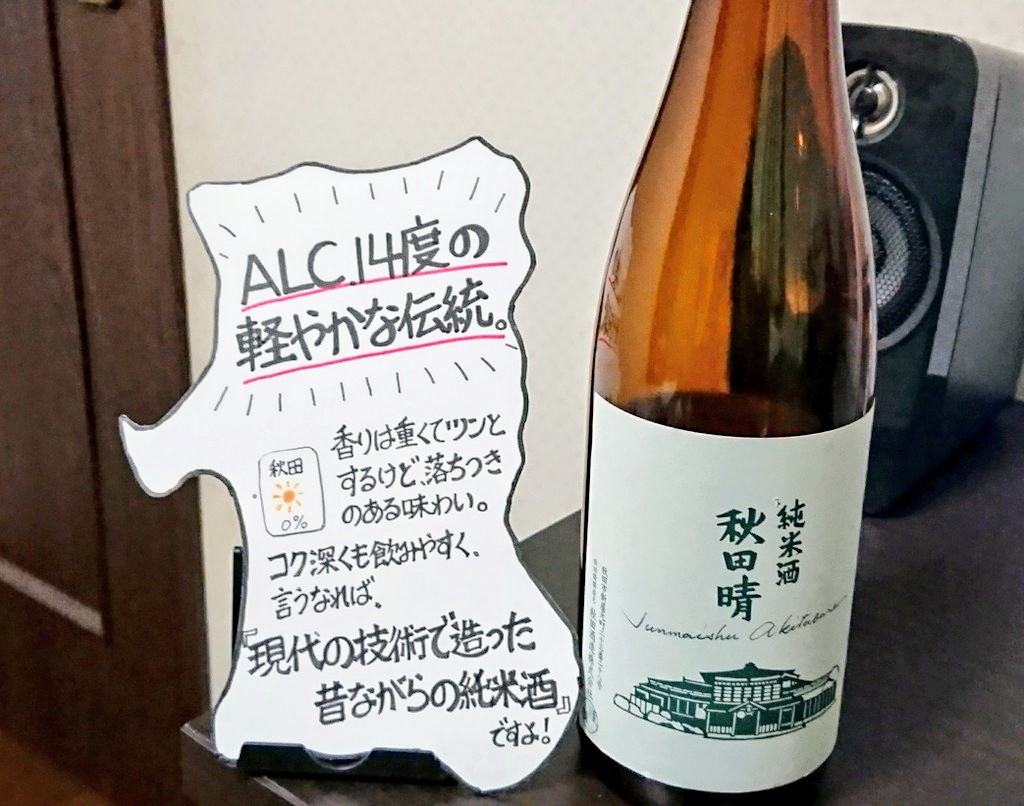 ALC.14度の
軽やかな伝統。
香りは重くてツンと
するけど、落ちつき
のある味わい。
秋田
0%
コク深くも飲みやすく、
言うなれば、
『現代の技術で造った
昔ながらの純米酒』
ですよ!
純米酒
秋田晴
Junmaishu Akitabare